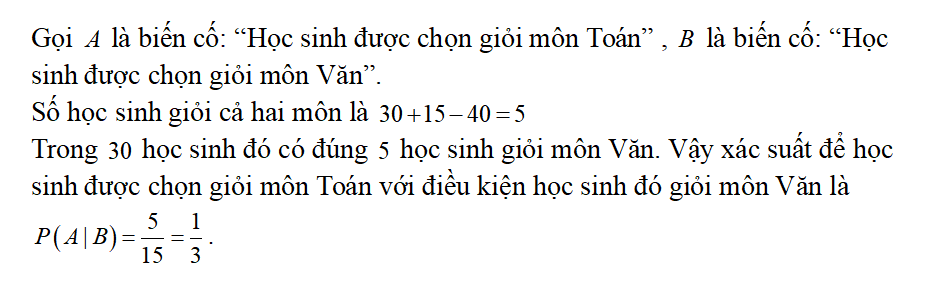 Gọi A là biến cố: “Học sinh được chọn giỏi môn Toán” , B là biến cố: “Học
sinh được chọn giỏi môn Văn”.
Số học sinh giỏi cả hai môn là 30+15−40=5
Trong 30 học sinh đó có đúng 5 học sinh giỏi môn Văn. Vậy xác suất để học
sinh được chọn giỏi môn Toán với điều kiện học sinh đó giỏi môn Văn là
P(A|B)=5/15=1/3.